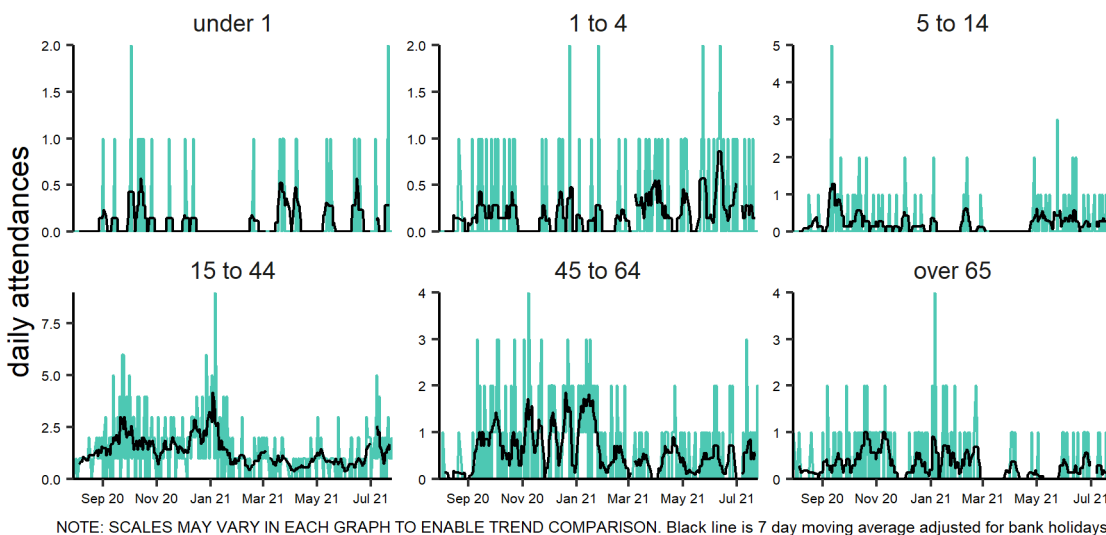 under 1
1 to 4
5 to 14
2.0
1.5
1.0
0.5
0.0
2.0
1.5
1.0
0.5
0.0
5
4
3
2
1
0
daily attendances
15 to 44
45 to 64
over 65
7.5
5.0
2.5
0.0
4
3
2
1
0
4
3
2
1
0
Sep 20 Nov 20 Jan 21 Mar 21 May 21 Jul 21
Sep 20 Nov 20 Jan 21 Mar 21 May 21 Jul 21
Sep 20 Nov 20 Jan 21 Mar 21 May 21 Jul 21
NOTE: SCALES MAY VARY IN EACH GRAPH TO ENABLE TREND COMPARISON. Black line is 7 day moving average adjusted for bank holidays